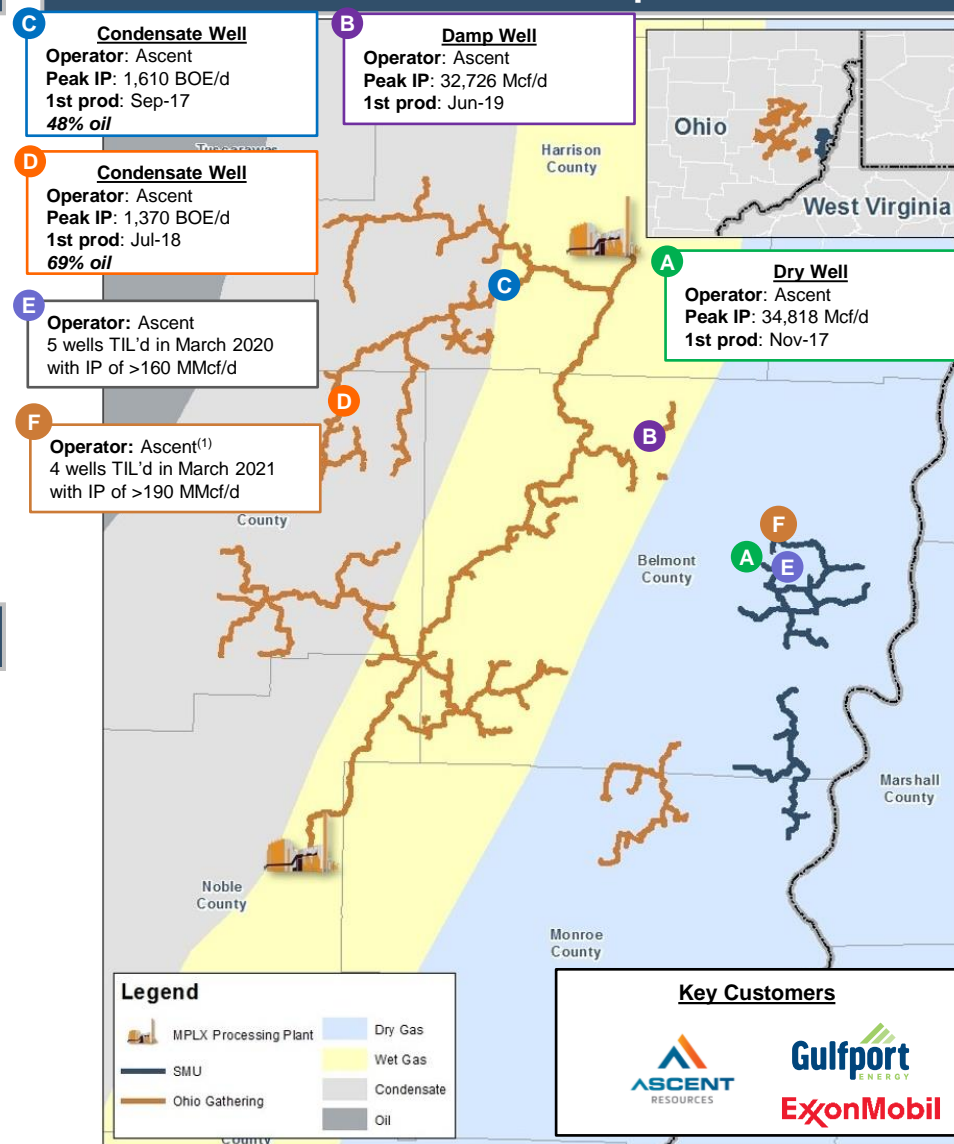 C
Condensate Well
Operator: Ascent
Peak IP: 1,610 BOE/d
1st prod: Sep-17
48% oil
B
Damp Well
Operator: Ascent
Peak IP: 32,726 Mcf/d
1st prod: Jun-19
Ohio
West Virginia
D
Condensate Well
Operator: Ascent
Peak IP: 1,370 BOE/d
1st prod: Jul-18
69% oil
Harrison
County
A
Dry Well
Operator: Ascent
Peak IP: 34,818 Mcf/d
1st prod: Nov-17
C
E
Operator: Ascent
5 wells TIL'd in March 2020
with IP of >160 MMcf/d
D
F
Operator: Ascent(1)
4 wells TIL'd in March 2021
with IP of >190 MMcf/d
B
County
F
A
E
Belmont
County
Marshall
County
Noble
County
Monroe
County
Legend
MPLX Processing Plant
SMU
Ohio Gathering
Dry Gas
Wet Gas
Condensate
Oil
County
Key Customers
ASCENT
RESOURCES
Gulfport
ENERGY
ExxonMobil